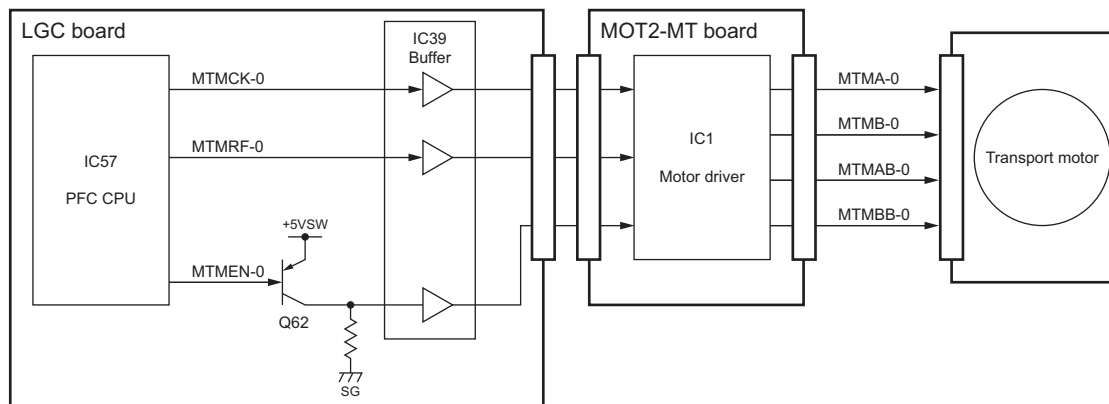 LGC board
IC57
PFC CPU
MTMCK-0
MTMRF-0
MTMEN-0
+5VSW
Q62
SG
IC39
Buffer
MOT2-MT board
IC1
Motor driver
MTMA-0
MTMB-0
MTMAB-0
MTMBB-0
Transport motor